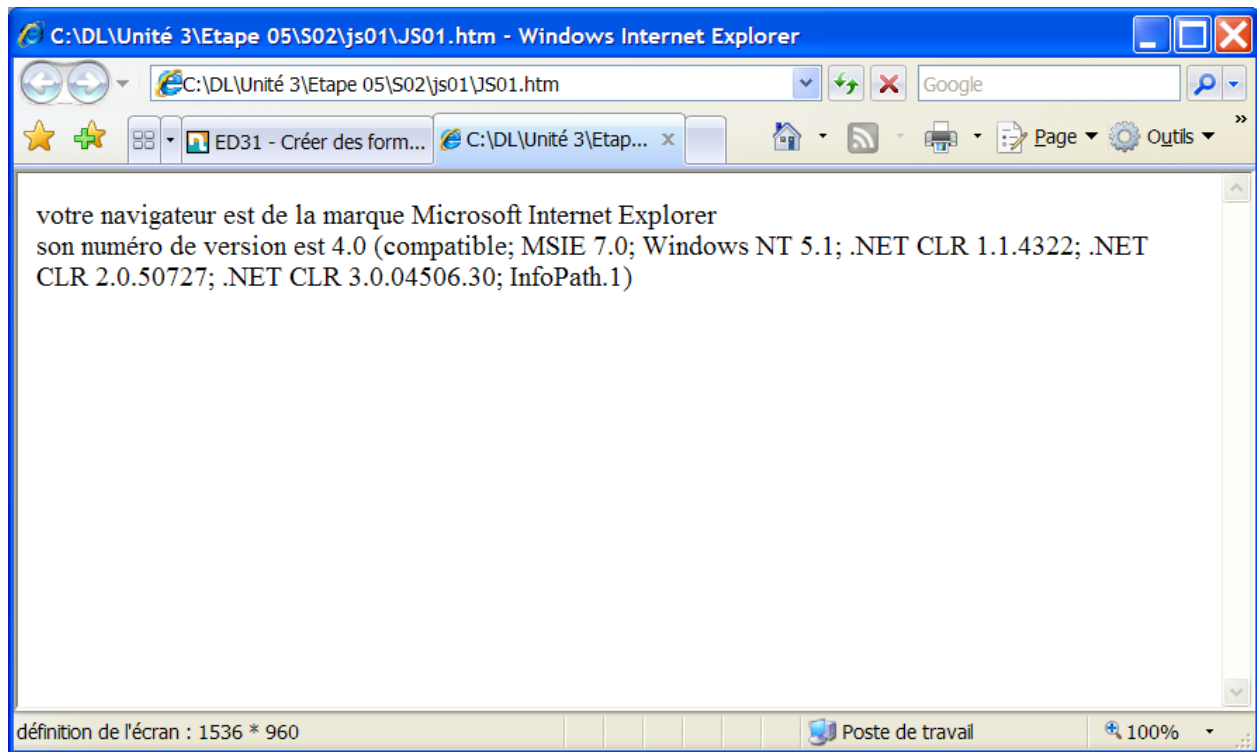 C:\DL\Unité 3\Etape 05\S02\js01\JS01.htm - Windows Internet Explorer
C:\DL\Unité 3\Etape 05\S02\js01\JS01.htm
Google
ED31 - Créer des form...
C:\DL\Unité 3\Etap...
Page
Outils
»
votre navigateur est de la marque Microsoft Internet Explorer
son numéro de version est 4.0 (compatible; MSIE 7.0; Windows NT 5.1; .NET CLR 1.1.4322; .NET
CLR 2.0.50727; .NET CLR 3.0.04506.30; InfoPath.1)
définition de l'écran : 1536 * 960
Poste de travail
100%